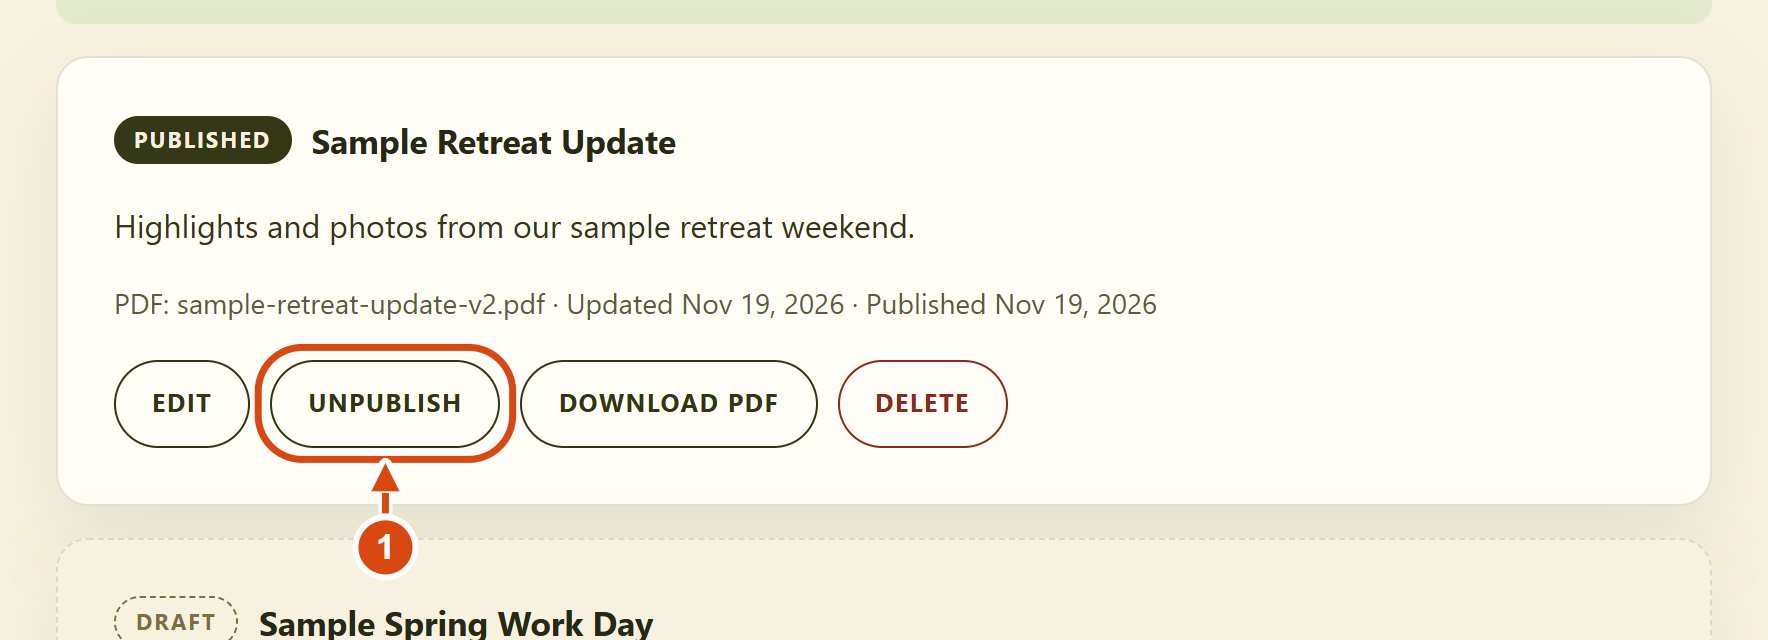 PUBLISHED Sample Retreat Update
Highlights and photos from our sample retreat weekend.
PDF: sample-retreat-update-v2.pdf · Updated Nov 19, 2026 · Published Nov 19, 2026
EDIT UNPUBLISH DOWNLOAD PDF DELETE
1
DRAFT Sample Spring Work Day